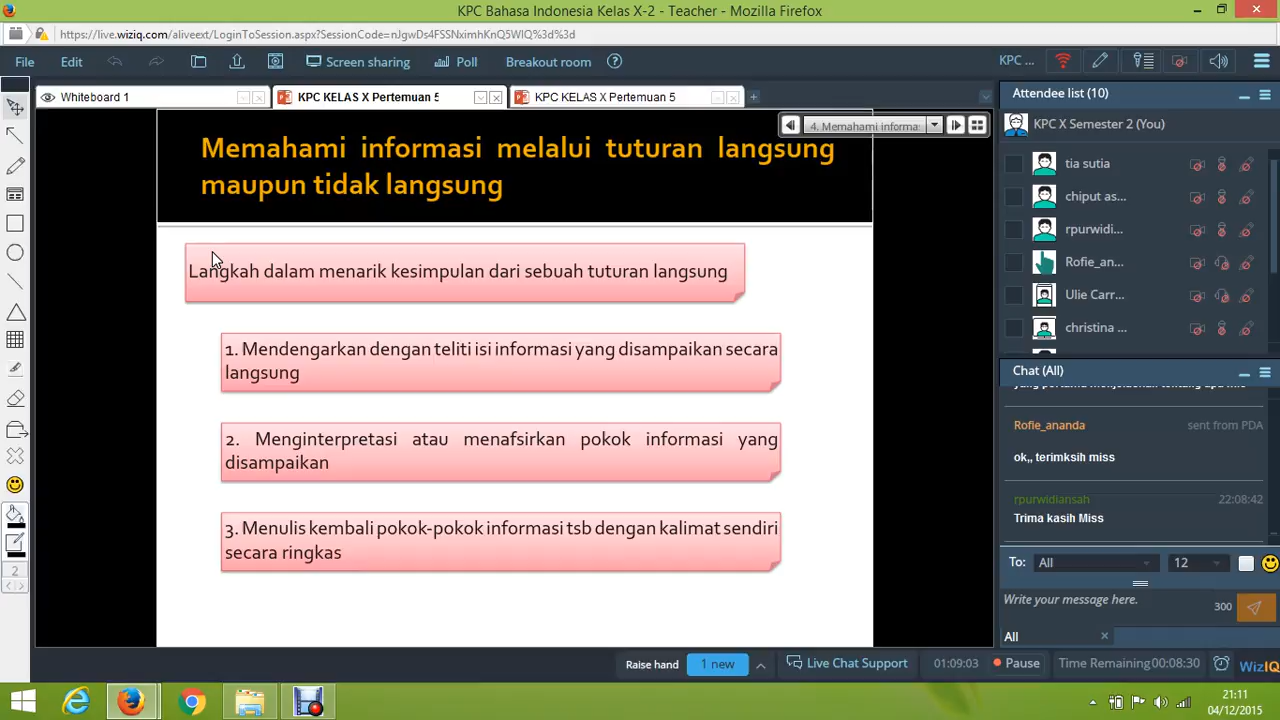 KPC Bahasa Indonesia Kelas X-2 - Teacher - Mozilla Firefox
https://live.wiziq.com/aliveext/LoginToSession.aspx?SessionCode=nJgwDs4FSSNximhKnQ5WIQ%3d%3d
File Edit Screen sharing Poll Breakout room ? KPC ...
Whiteboard 1 KPC KELAS X Pertemuan 5 KPC KELAS X Pertemuan 5
4. Memahami informa
Memahami informasi melalui tuturan langsung
maupun tidak langsung
Langkah dalam menarik kesimpulan dari sebuah tuturan langsung
1. Mendengarkan dengan teliti isi informasi yang disampaikan secara
langsung
2. Menginterpretasi atau menafsirkan pokok informasi yang
disampaikan
3. Menulis kembali pokok-pokok informasi tsb dengan kalimat sendiri
secara ringkas
2
Attendee list (10)
KPC X Semester 2 (You)
tia sutia
chiput as...
rpurwidi...
Rofie_an...
Ulie Carr...
christina ...
Chat (All)
Rofie_ananda sent from PDA
ok,, terimksih miss
rpurwidiansah 22:08:42
Trima kasih Miss
To: All 12
Write your message here. 300
All
Raise hand 1 new Live Chat Support 01:09:03 Pause Time Remaining 00:08:30 WizIQ
21:11
04/12/2015